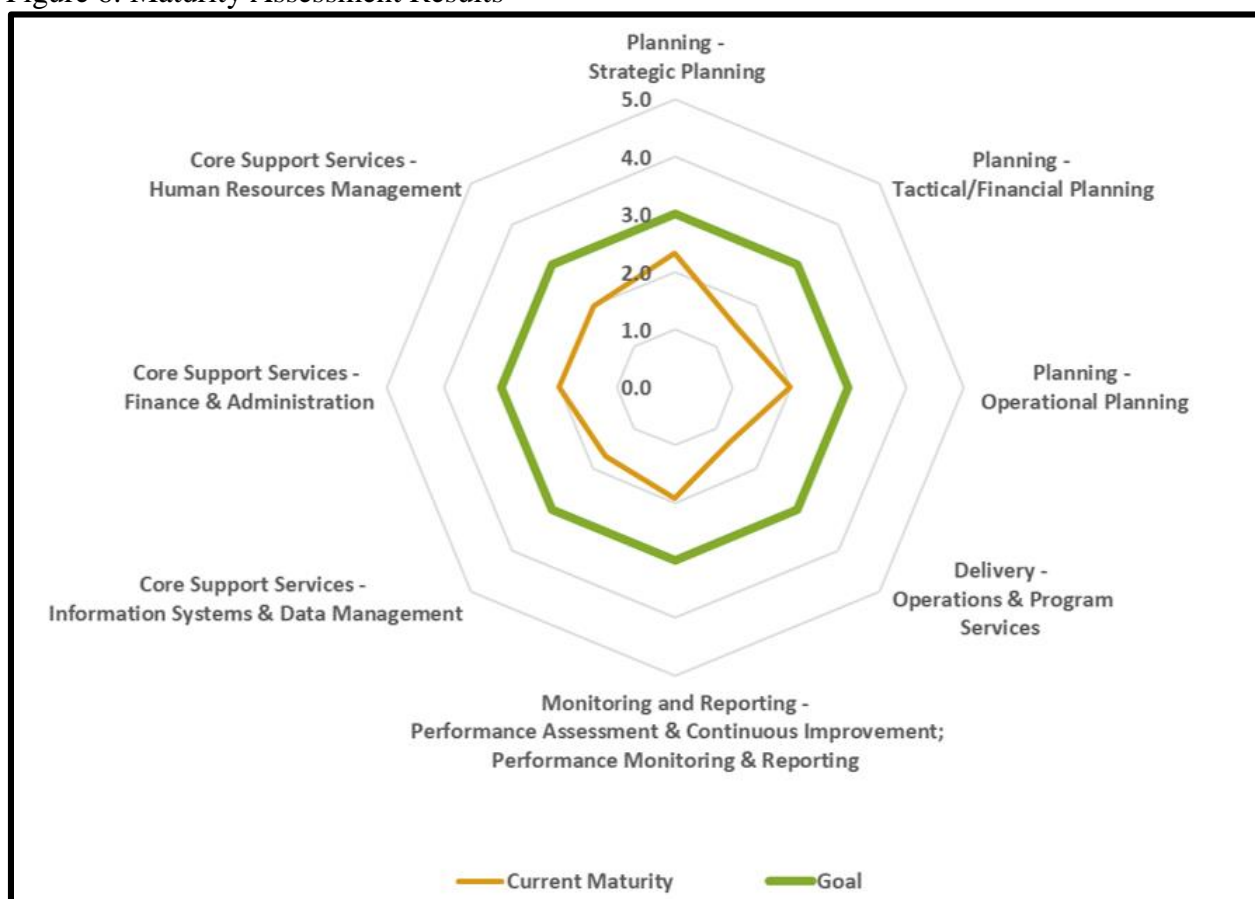 Figure 8: Maturity Assessment Results
Planning -
Strategic Planning
5.0
4.0
3.0
2.0
1.0
0.0
Planning -
Tactical/Financial Planning
Planning -
Operational Planning
Delivery -
Operations & Program
Services
Monitoring and Reporting -
Performance Assessment & Continuous Improvement;
Performance Monitoring & Reporting
Core Support Services -
Information Systems & Data Management
Core Support Services -
Finance & Administration
Core Support Services -
Human Resources Management
Current Maturity
Goal